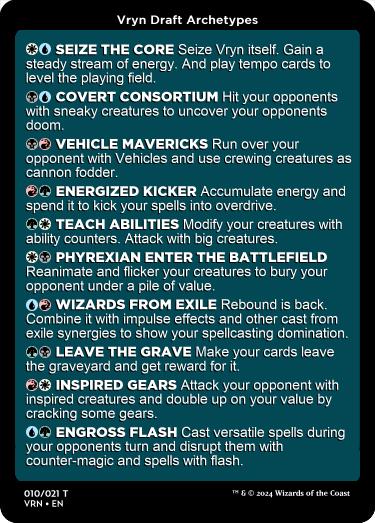 Vryn Draft Archetypes
SEIZE THE CORE Seize Vryn itself. Gain a
steady stream of energy. And play tempo cards to
level the playing field.
COVERT CONSORTIUM Hit your opponents
with sneaky creatures to uncover your opponents
doom.
VEHICLE MAVERICKS Run over your
opponent with Vehicles and use crewing creatures as
cannon fodder.
ENERGIZED KICKER Accumulate energy and
spend it to kick your spells into overdrive.
TEACH ABILITIES Modify your creatures with
ability counters. Attack with big creatures.
PHYREXIAN ENTER THE BATTLEFIELD
Reanimate and flicker your creatures to bury your
opponent under a pile of value.
WIZARDS FROM EXILE Rebound is back.
Combine it with impulse effects and other cast from
exile synergies to show your spellcasting domination.
LEAVE THE GRAVE Make your cards leave
the graveyard and get reward for it.
INSPIRED GEARS Attack your opponent with
inspired creatures and double up on your value by
cracking some gears.
ENGROSS FLASH Cast versatile spells during
your opponents turn and disrupt them with
counter-magic and spells with flash.
010/021 T
VRN • EN
™ & © 2024 Wizards of the Coast